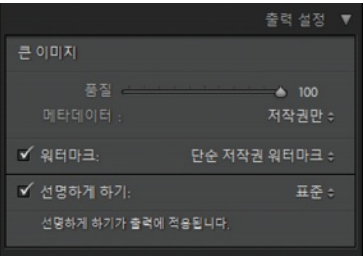 출력 설정 ▼
큰 이미지
품질 100
메타데이터 : 저작권만
워터마크: 단순 저작권 워터마크
선명하게 하기: 표준
선명하게 하기가 출력에 적용됩니다.